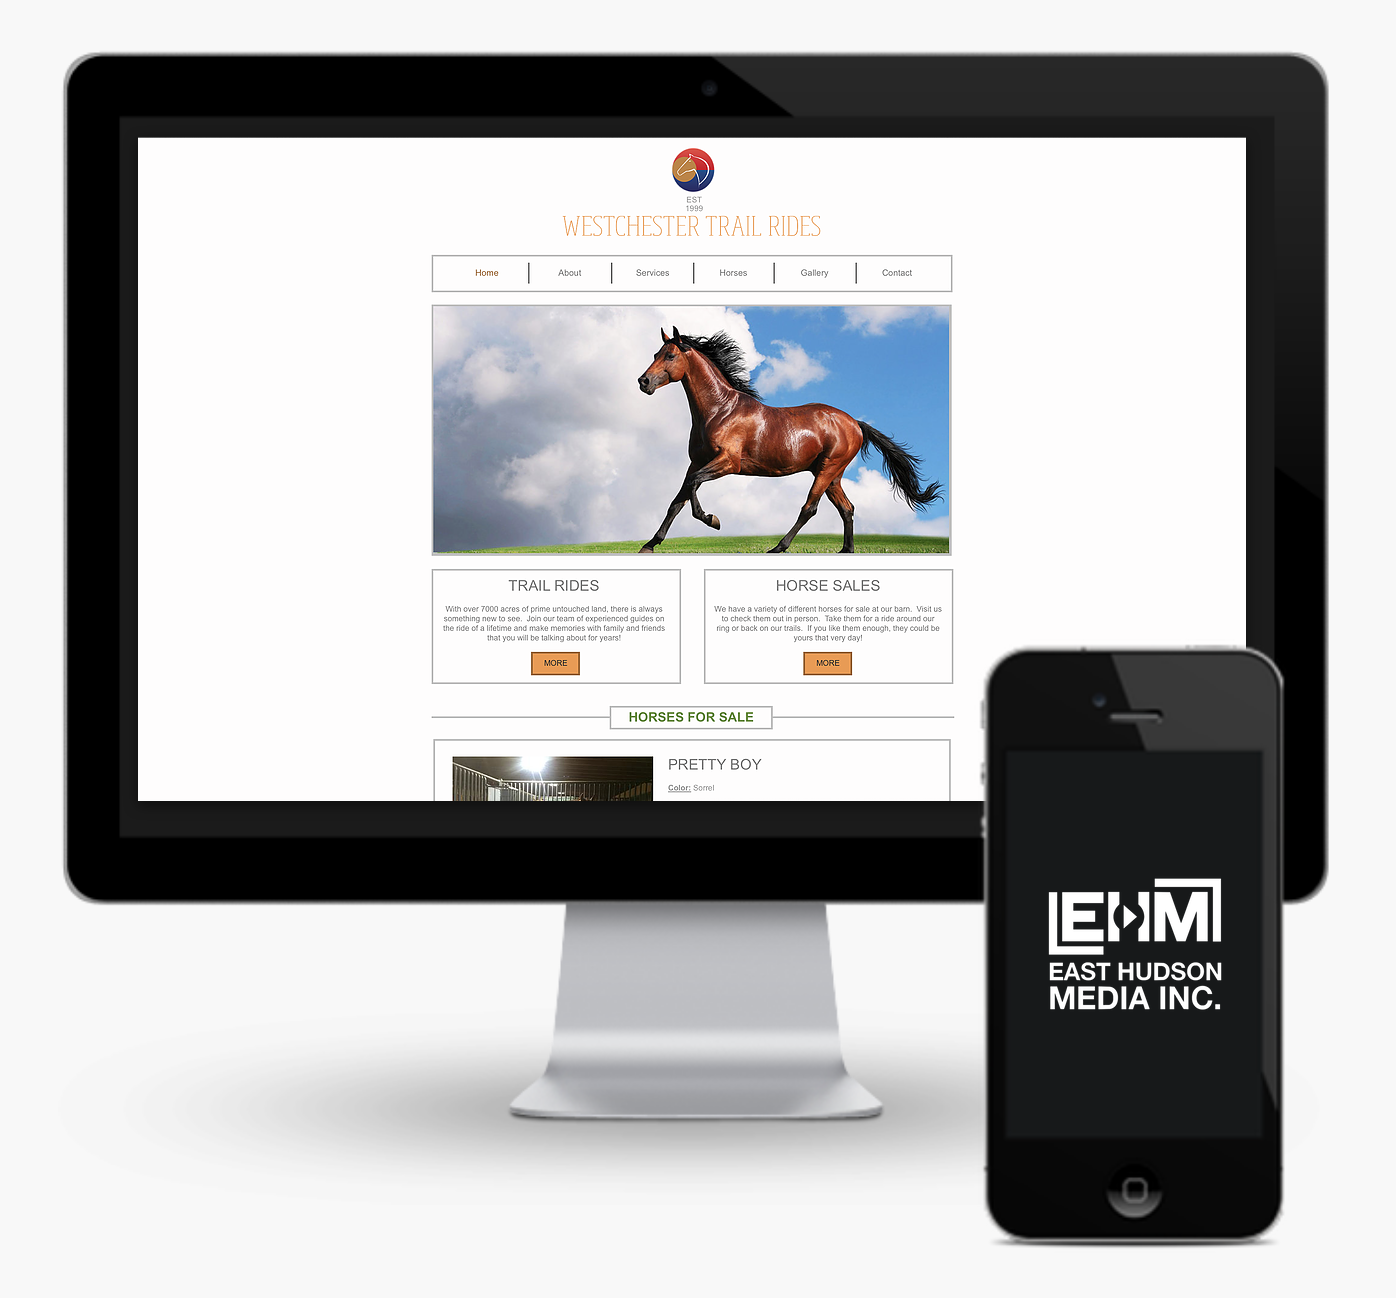 EST
1999
WESTCHESTER TRAIL RIDES
Home About Services Horses Gallery Contact
TRAIL RIDES
With over 7000 acres of prime untouched land, there is always
something new to see. Join our team of experienced guides on
the ride of a lifetime and make memories with family and friends
that you will be talking about for years!
MORE
HORSE SALES
We have a variety of different horses for sale at our barn. Visit us
to check them out in person. Take them for a ride around our
ring or back on our trails. If you like them enough, they could be
yours that very day!
MORE
HORSES FOR SALE
PRETTY BOY
Color: Sorrel
EHM
EAST HUDSON
MEDIA INC.